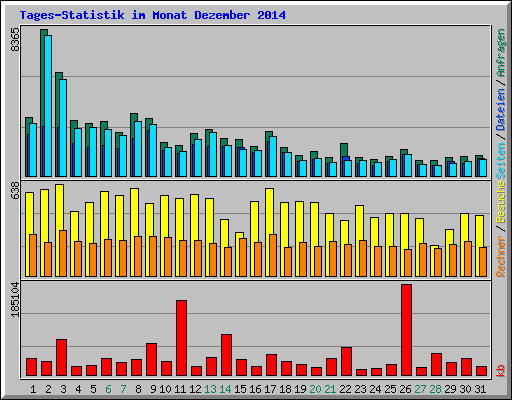 Tages-Statistik im Monat Dezember 2014
8365
638
185104
Rechner / Besuche Seiten / Dateien / Anfragen
kb
1 2 3 4 5 6 7 8 9 10 11 12 13 14 15 16 17 18 19 20 21 22 23 24 25 26 27 28 29 30 31